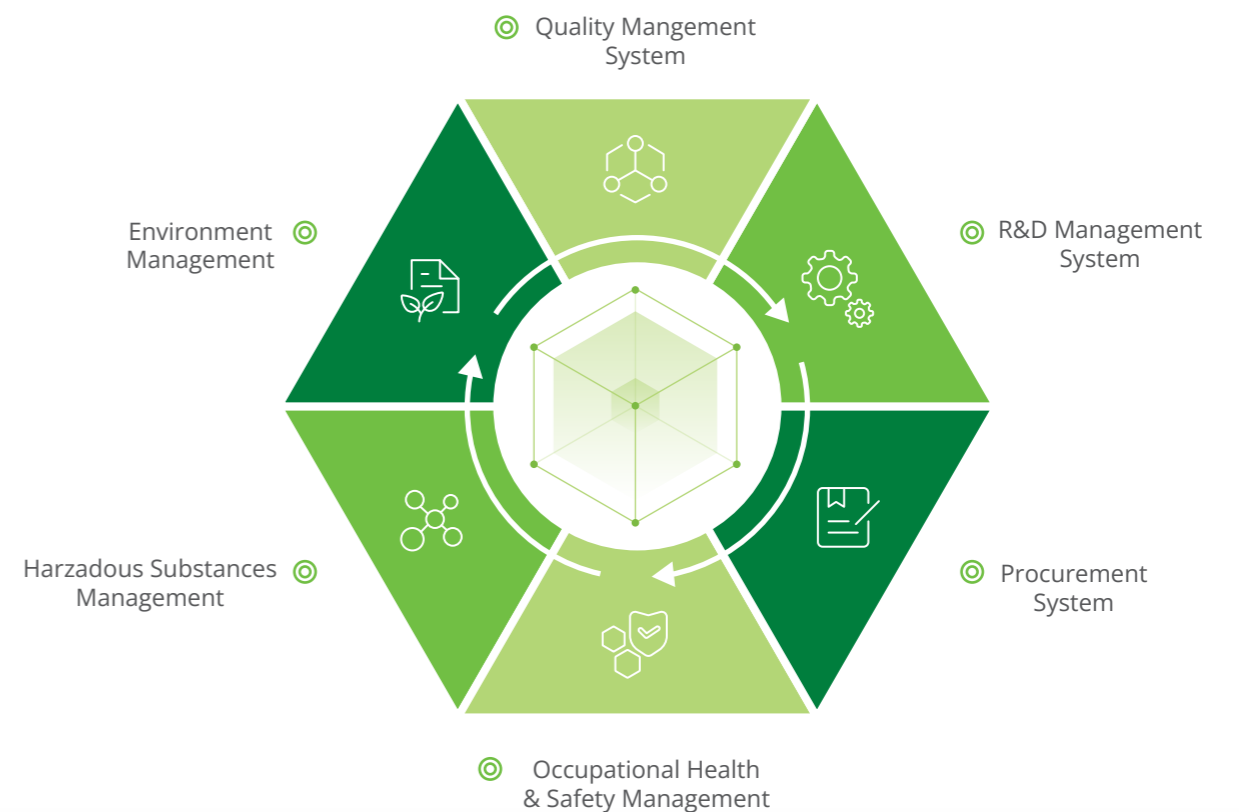 Quality Mangement
System
Environment
Management
R&D Management
System
Harzadous Substances
Management
Procurement
System
Occupational Health
& Safety Management